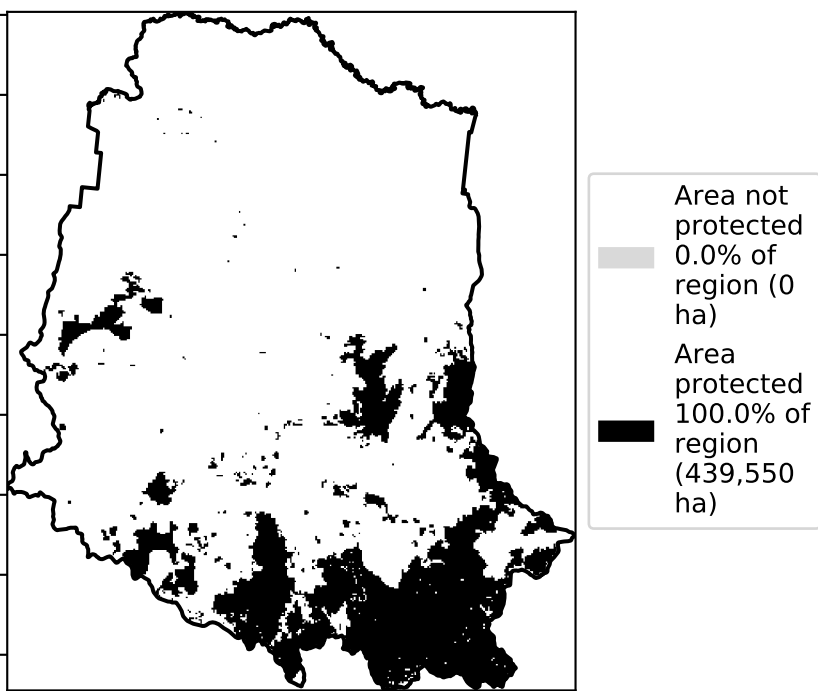 Area not
protected
0.0% of
region (0
ha)
Area
protected
100.0% of
region
(439,550
ha)